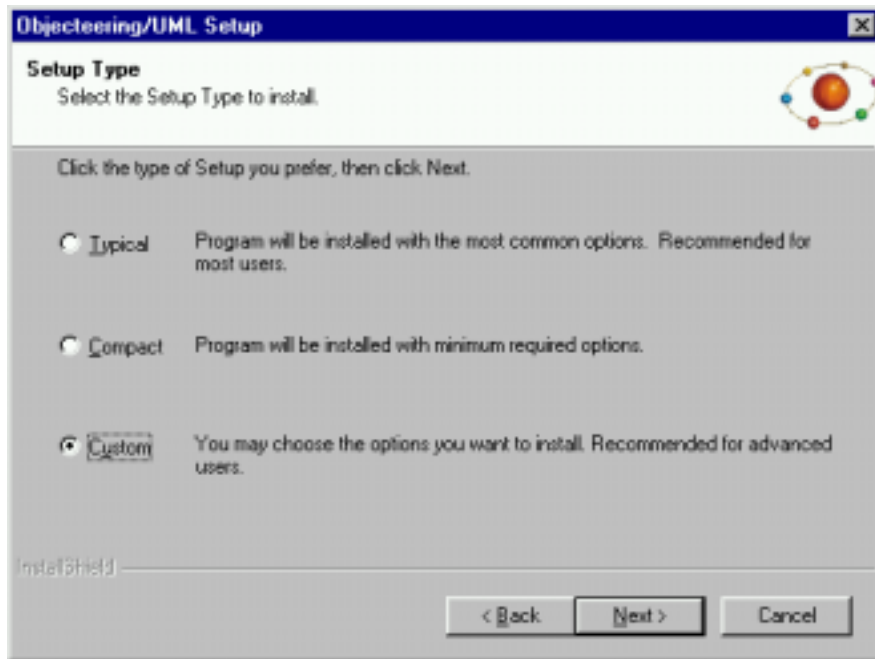 Objecteering/UML Setup
Setup Type
Select the Setup Type to install.
Click the type of Setup you prefer, then click Next.
Typical
Program will be installed with the most common options. Recommended for
most users.
Compact
Program will be installed with minimum required options.
Custom
You may choose the options you want to install. Recommended for advanced
users.
InstallShield
< Back
Next >
Cancel